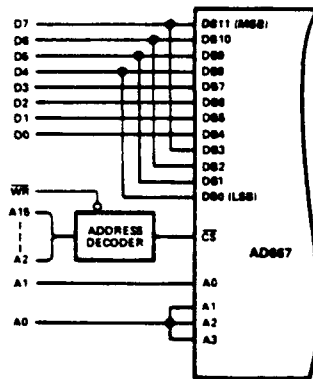 D7 DB11 (MSB)
D6 DB10
D5 DB9
D4 DB8
D3 DB7
D2 DB6
D1 DB5
D0 DB4
DB3
DB2
DB1
DB0 (LSB)
WR
A15
ADDRESS DECODER
CS
A2
AD667
A1 A0
A0 A1
A2
A3